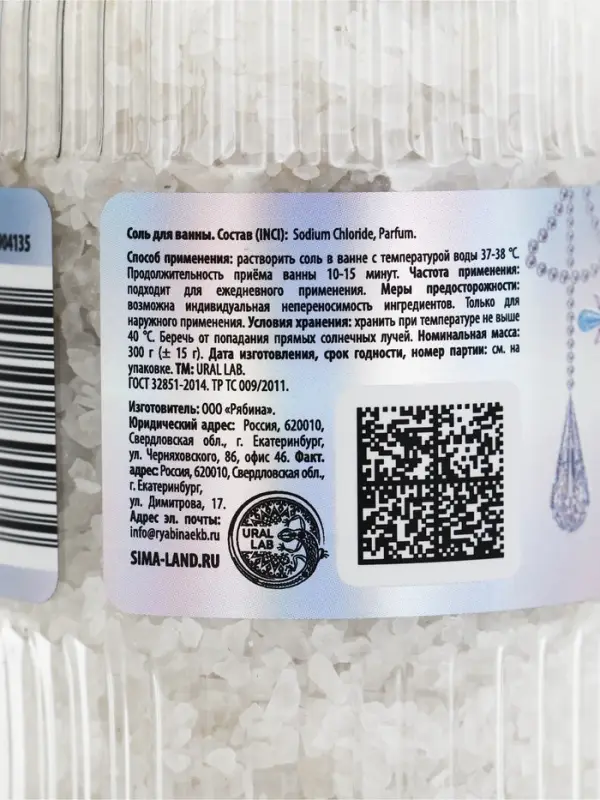 904135
Соль для ванны. Состав (INCI): Sodium Chloride, Parfum.
Способ применения: растворить соль в ванне с температурой воды 37-38 °С.
Продолжительность приёма ванны 10-15 минут. Частота применения:
подходит для ежедневного применения. Меры предосторожности:
возможна индивидуальная непереносимость ингредиентов. Только для
наружного применения. Условия хранения: хранить при температуре не выше
40 °С. Беречь от попадания прямых солнечных лучей. Номинальная масса:
300 г (± 15 г). Дата изготовления, срок годности, номер партии: см. на
упаковке. ТМ: URAL LAB.
ГОСТ 32851-2014. ТР ТС 009/2011.
Изготовитель: ООО «Рябина».
Юридический адрес: Россия, 620010,
Свердловская обл., г. Екатеринбург,
ул. Черняховского, 86, офис 46. Факт.
адрес: Россия, 620010, Свердловская обл.,
г. Екатеринбург,
ул. Димитрова, 17.
Адрес эл. почты:
info@ryabinaekb.ru
SIMA-LAND.RU
URAL
LAB